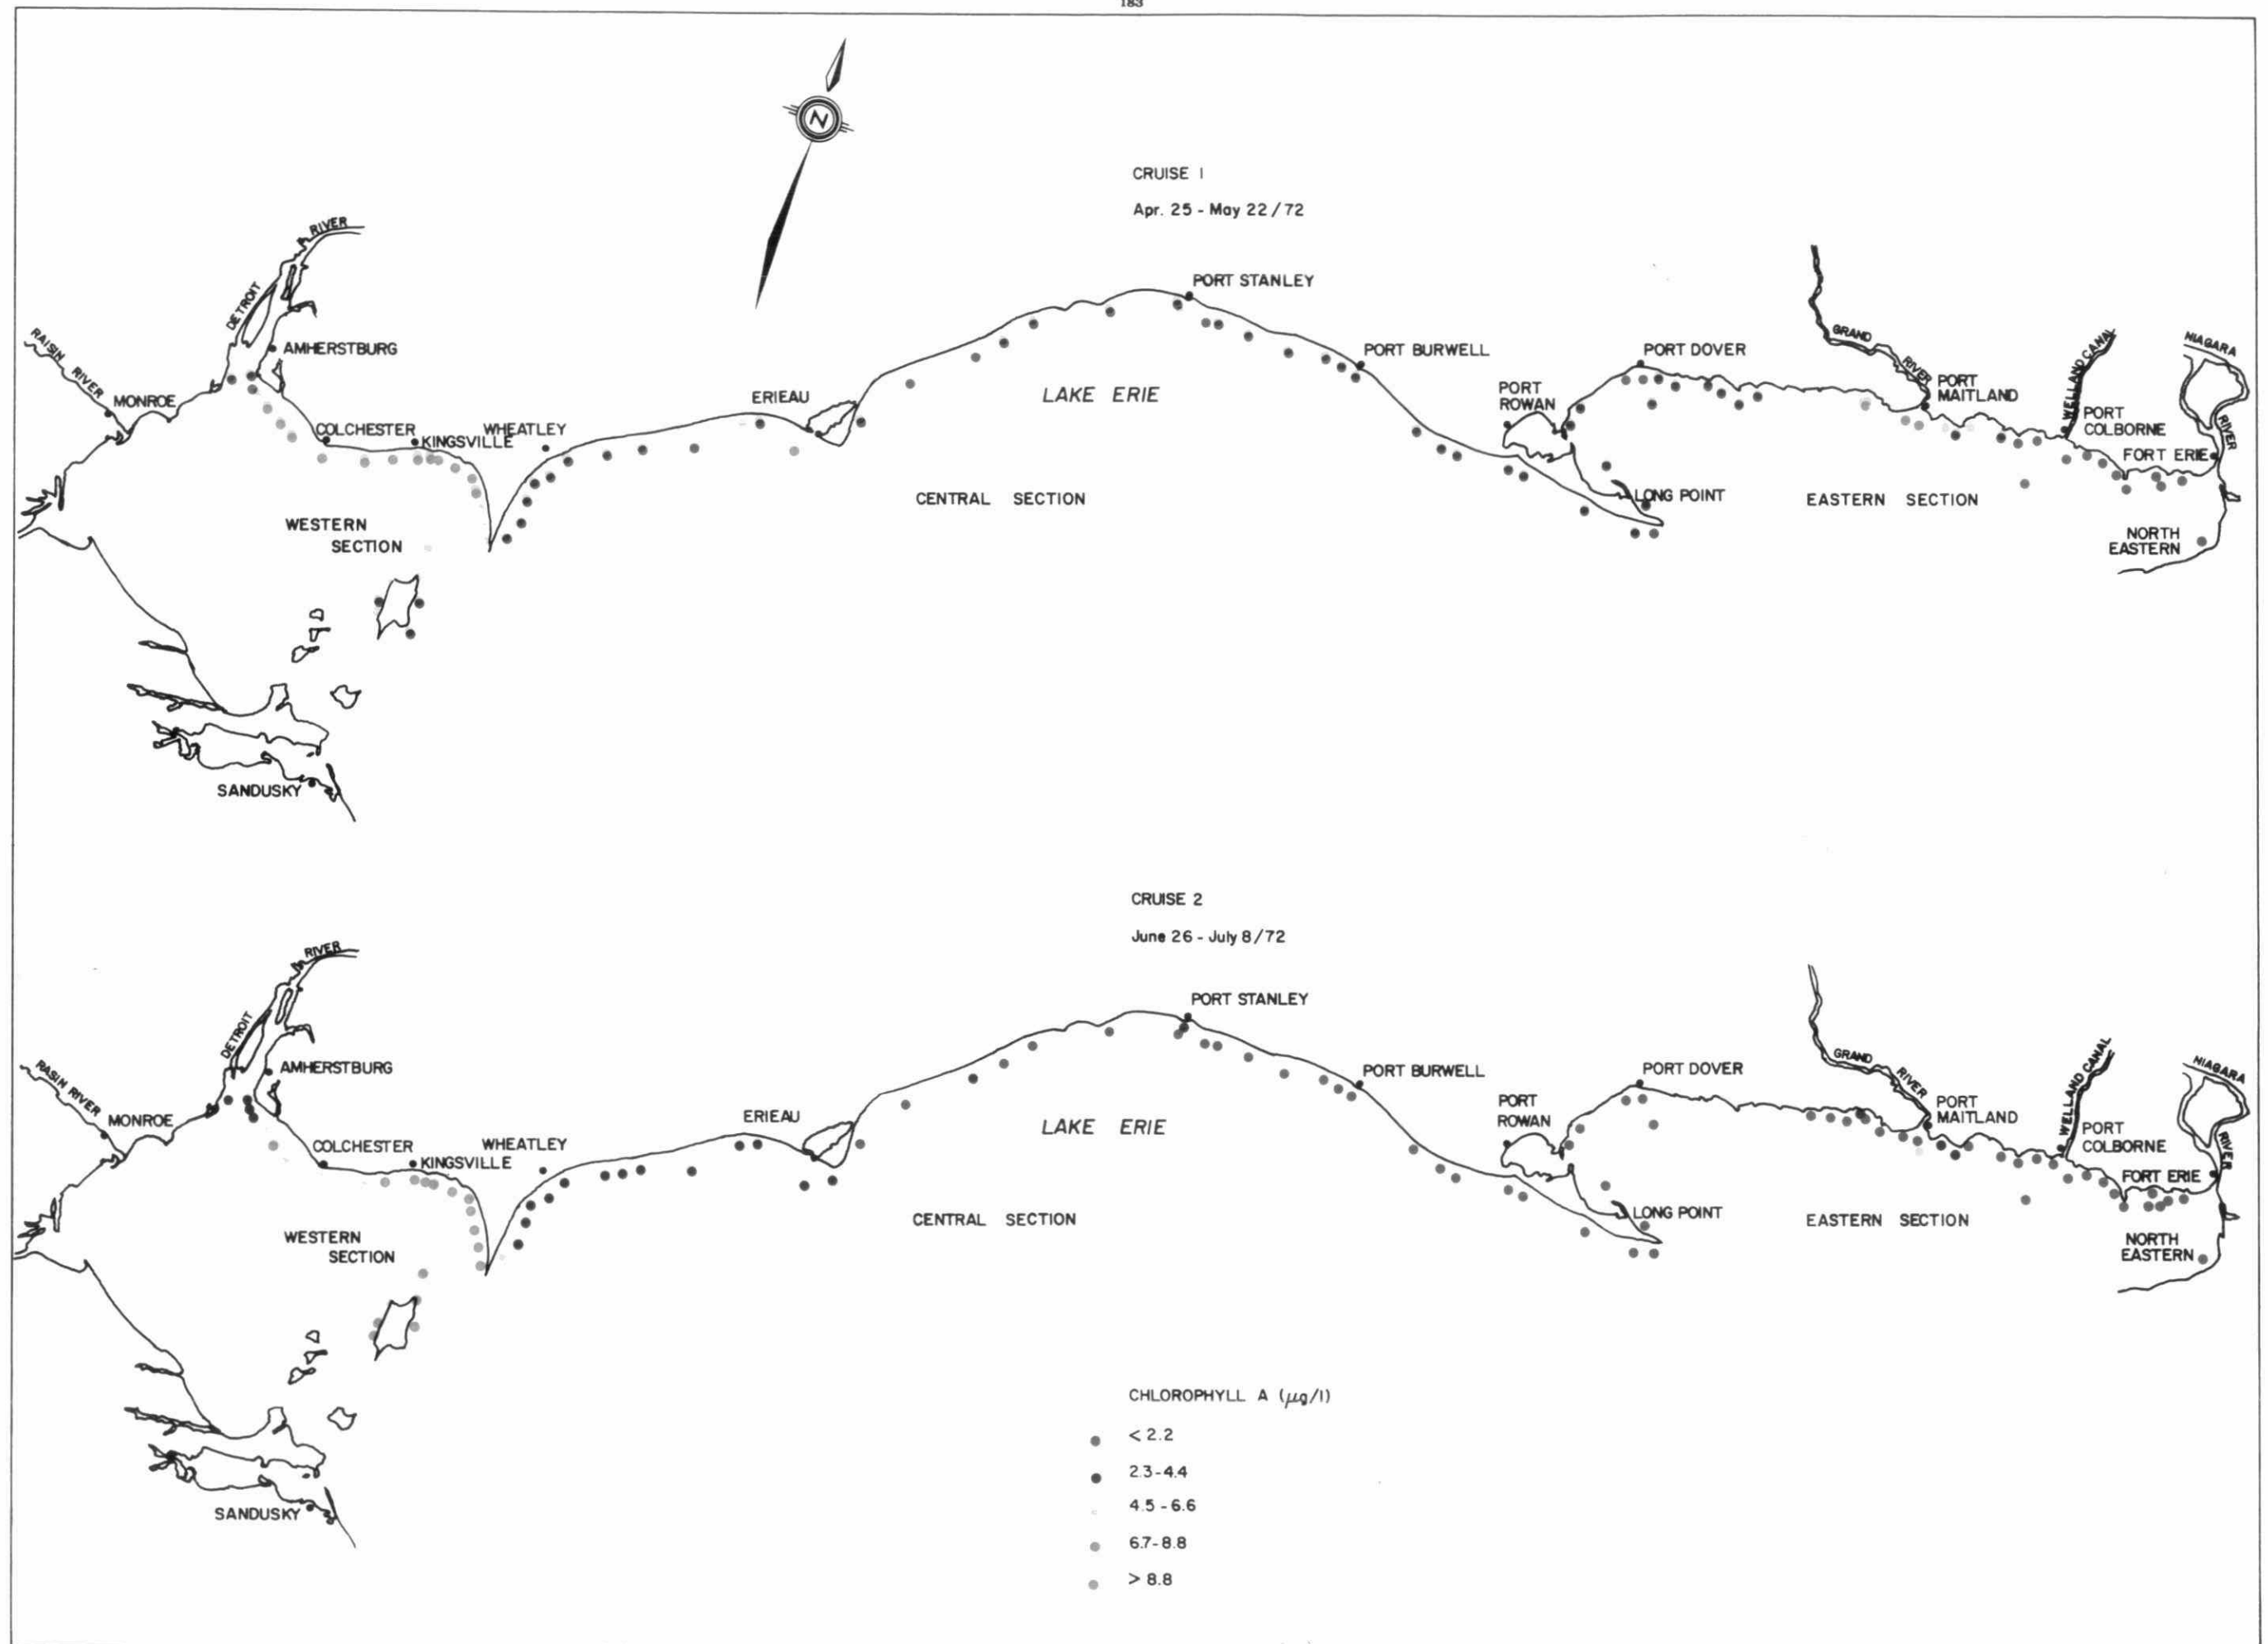 183
N
CRUISE 1
Apr. 25 - May 22/72
RIVER
DETROIT
RAISIN
RIVER
AMHERSTBURG
MONROE
COLCHESTER
KINGSVILLE
WHEATLEY
ERIEAU
LAKE ERIE
PORT STANLEY
PORT BURWELL
PORT
ROWAN
PORT DOVER
LONG POINT
GRAND
RIVER
PORT
MAITLAND
WELLAND CANAL
PORT
COLBORNE
NIAGARA
RIVER
FORT ERIE
NORTH
EASTERN
WESTERN
SECTION
CENTRAL SECTION
EASTERN SECTION
SANDUSKY
CRUISE 2
June 26 - July 8/72
RIVER
DETROIT
RASIN RIVER
AMHERSTBURG
MONROE
COLCHESTER
KINGSVILLE
WHEATLEY
ERIEAU
LAKE ERIE
PORT STANLEY
PORT BURWELL
PORT
ROWAN
PORT DOVER
LONG POINT
GRAND
RIVER
PORT
MAITLAND
WELLAND CANAL
PORT
COLBORNE
NIAGARA
RIVER
FORT ERIE
NORTH
EASTERN
WESTERN
SECTION
CENTRAL SECTION
EASTERN SECTION
SANDUSKY
CHLOROPHYLL A (µg/l)
< 2.2
2.3-4.4
4.5 - 6.6
6.7-8.8
> 8.8